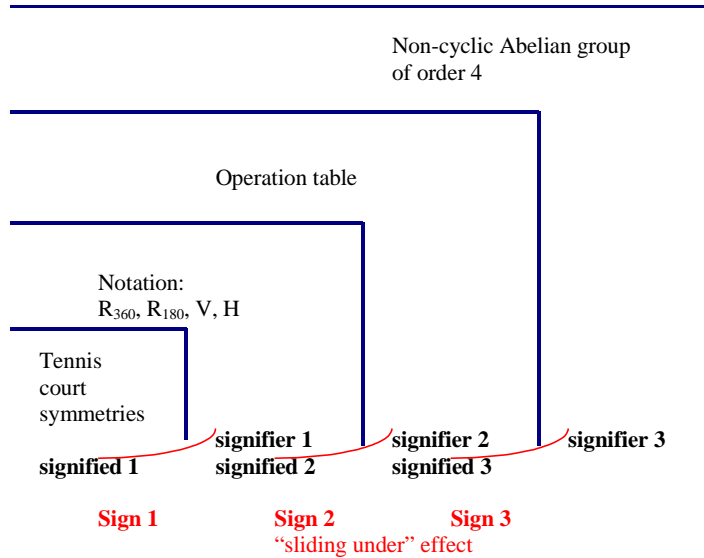 Non-cyclic Abelian group
of order 4
Operation table
Notation:
R₃₆₀, R₁₈₀, V, H
Tennis
court
symmetries
signifier 1 signifier 2 signifier 3
signified 1 signified 2 signified 3
Sign 1 Sign 2 Sign 3
“sliding under” effect